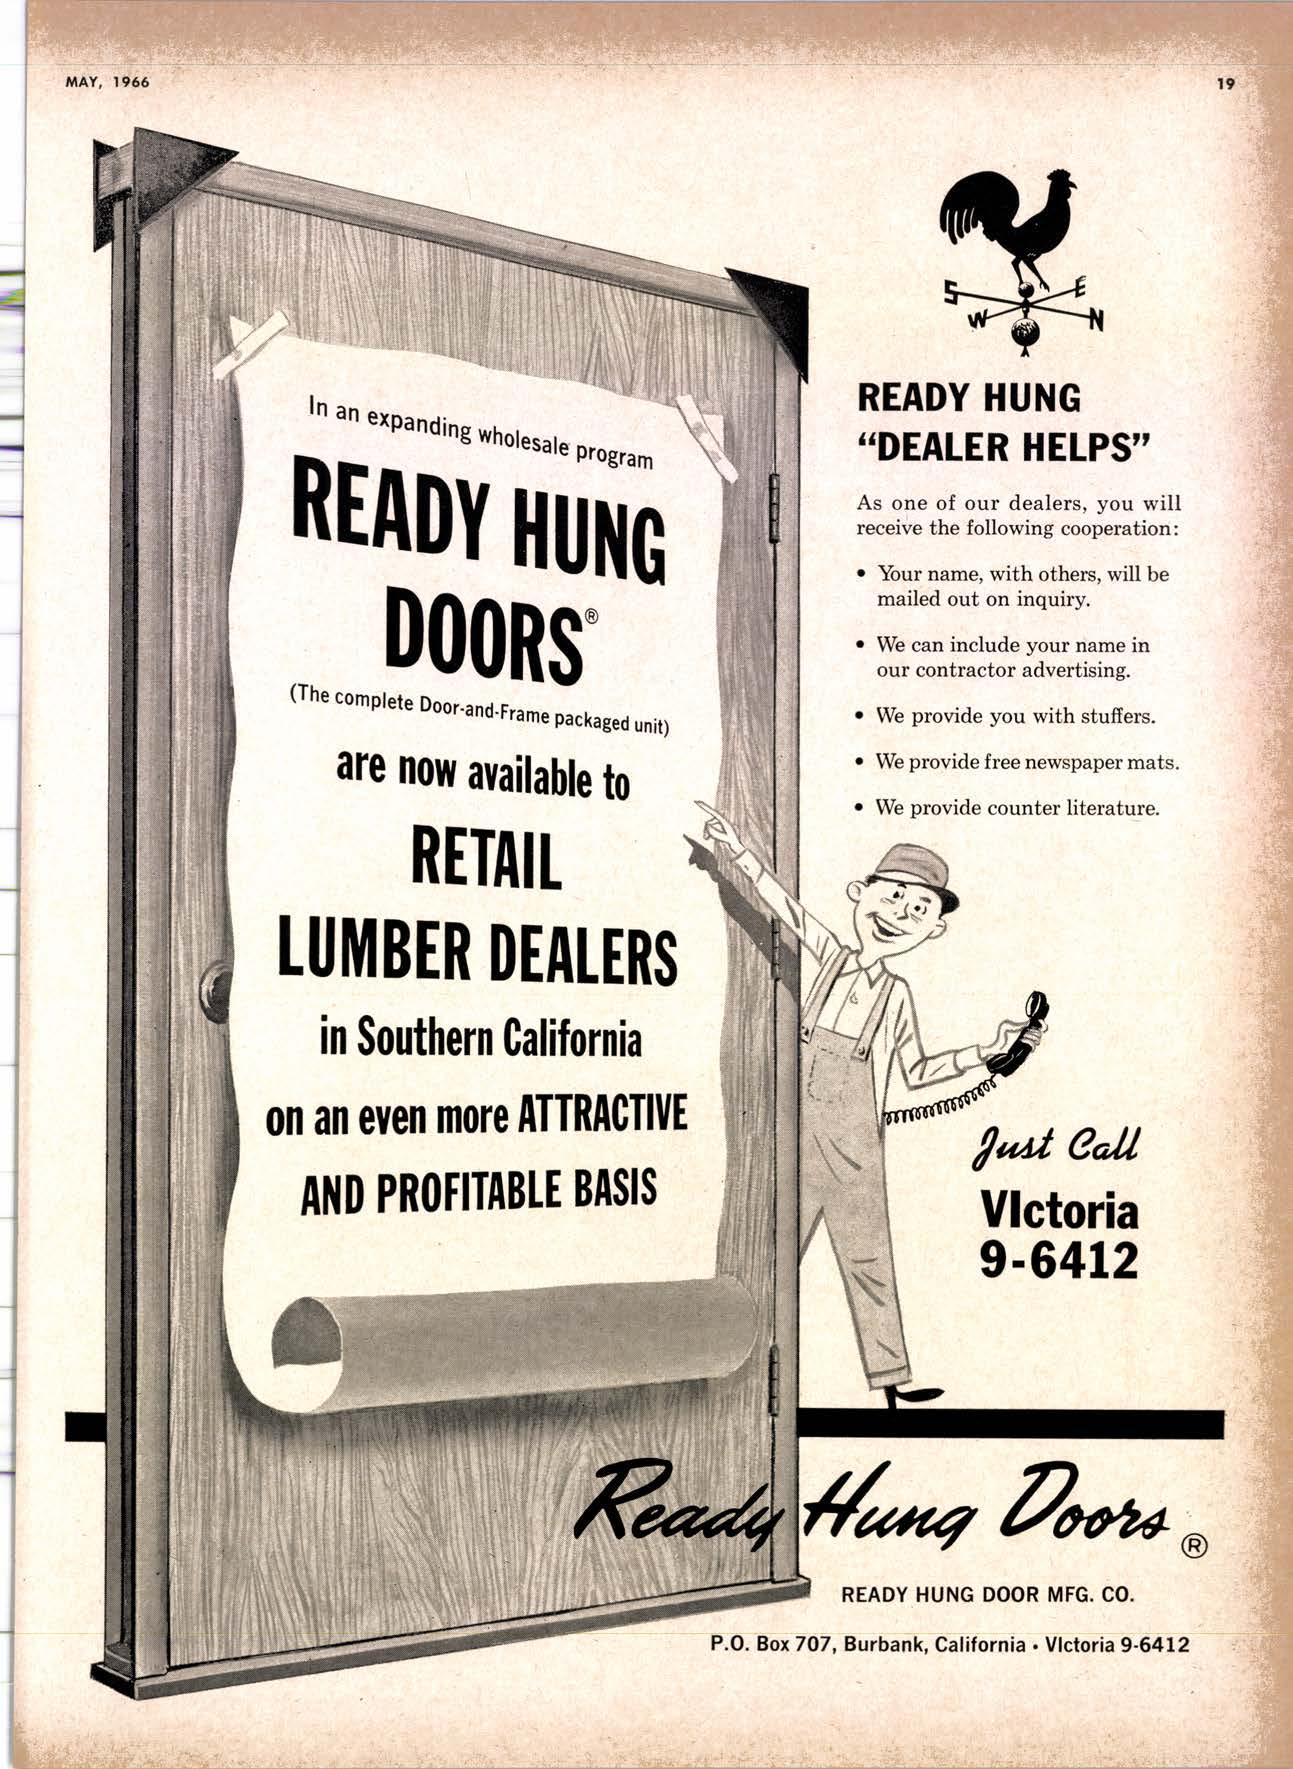 MAY, 1966
19
In an expanding wholesale program
READY HUNG
DOORS®
(The complete Door-and-Frame packaged unit)
are now available to
RETAIL
LUMBER DEALERS
in Southern California
on an even more ATTRACTIVE
AND PROFITABLE BASIS
S
E
W
N
READY HUNG
“DEALER HELPS”
As one of our dealers, you will
receive the following cooperation:
• Your name, with others, will be
mailed out on inquiry.
• We can include your name in
our contractor advertising.
• We provide you with stuffers.
• We provide free newspaper mats.
• We provide counter literature.
Just Call
VIctoria
9-6412
Ready Hung Doors ®
READY HUNG DOOR MFG. CO.
P.O. Box 707, Burbank, California • VIctoria 9-6412